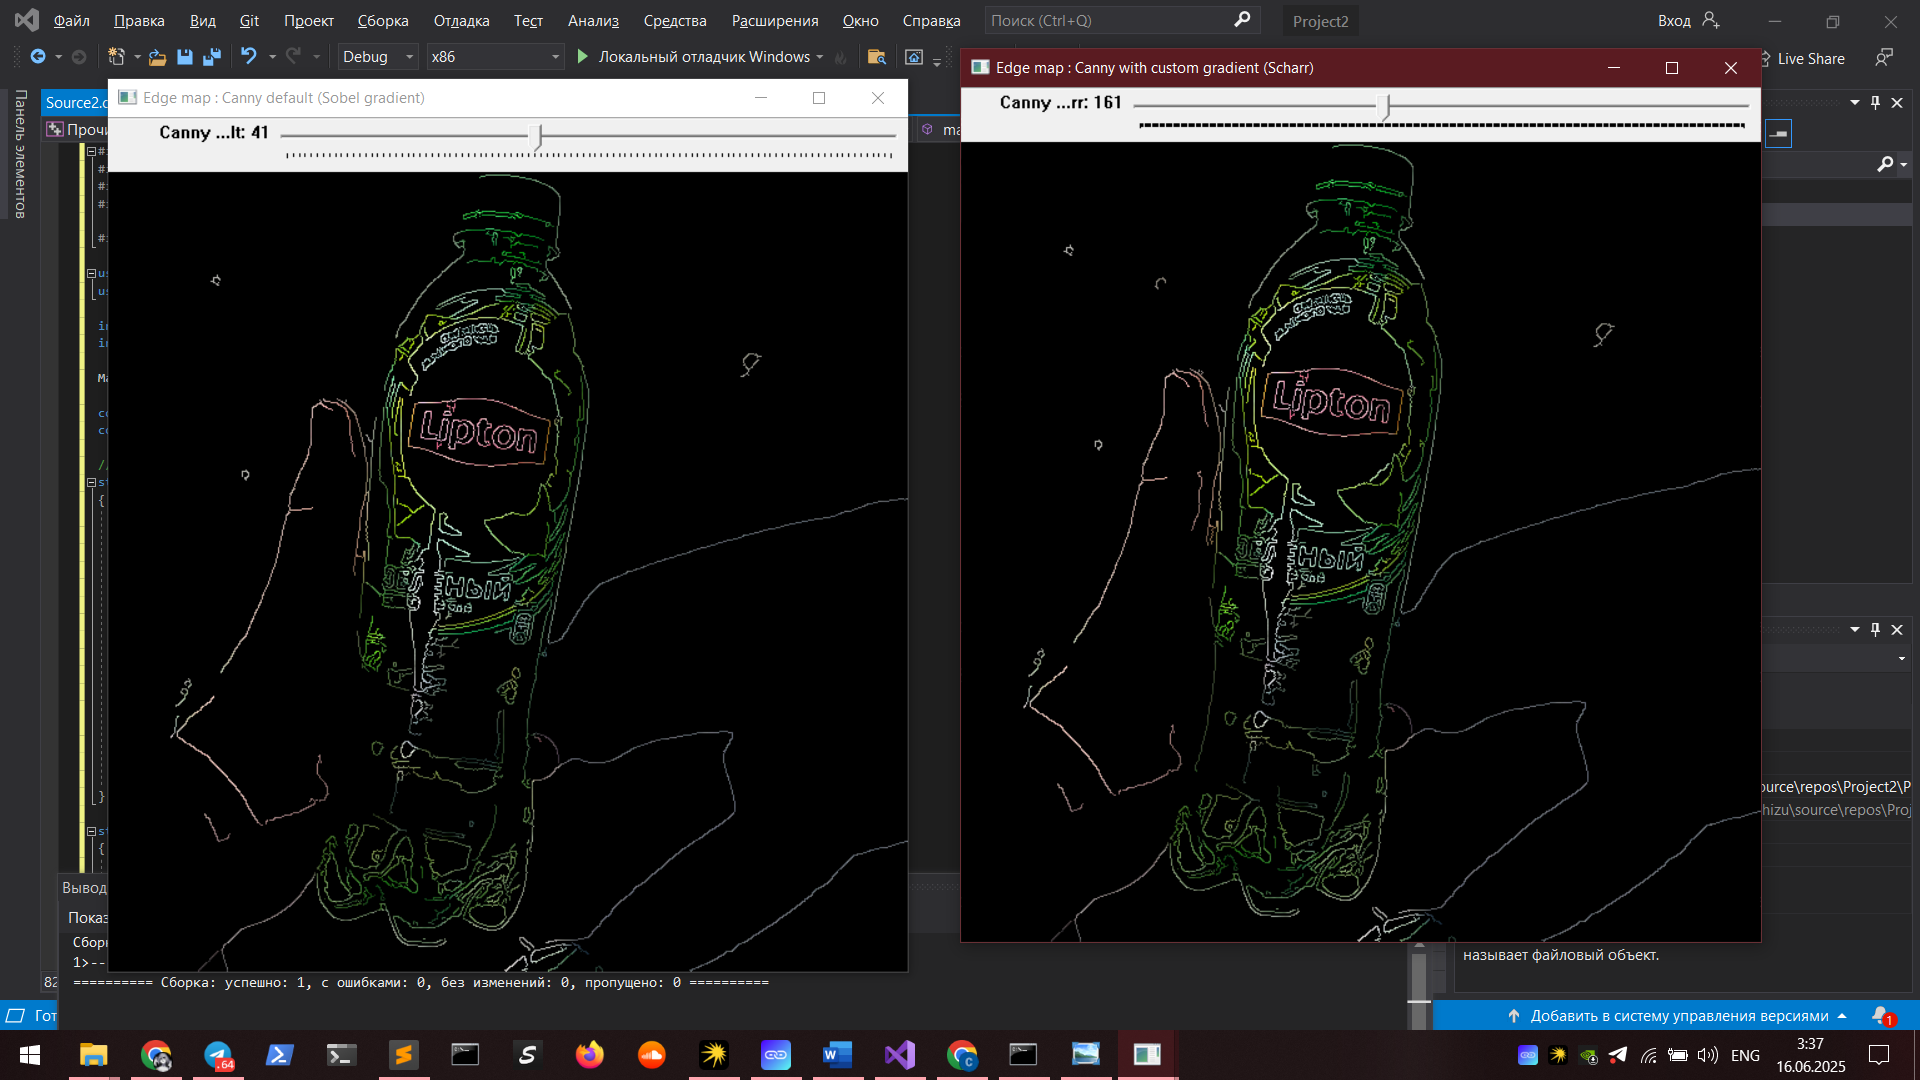 Файл Правка Вид Git Проект Сборка Отладка Тест Анализ Средства Расширения Окно Справка Поиск (Ctrl+Q) Project2 Вход
Debug x86 Локальный отладчик Windows Live Share
Панель элементов
Source2.c
Edge map : Canny default (Sobel gradient)
Canny ...lt: 41
Edge map : Canny with custom gradient (Scharr)
Canny ...rr: 161
Lipton
ный
Lipton
ный
ource\repos\Project2\P
hizu\source\repos\Proj
называет файловый объект.
Вывод
Показ
Сбор
1>--
========== Сборка: успешно: 1, с ошибками: 0, без изменений: 0, пропущено: 0 ==========
82
Гот
Добавить в систему управления версиями
1
64
ENG
3:37
16.06.2025